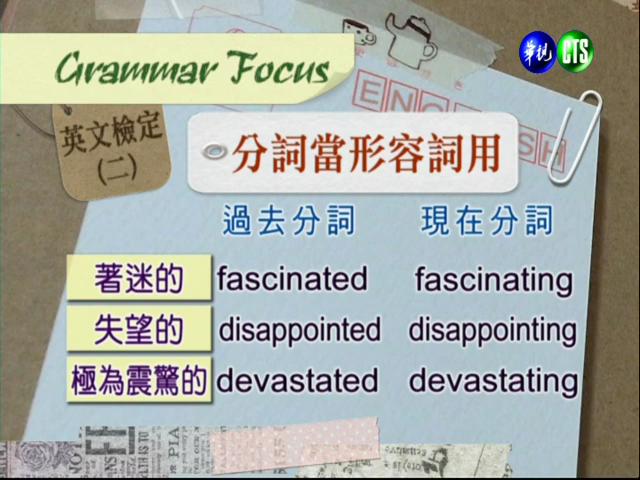 Grammar Focus
華視 CTS
ENGLISH
英文檢定
(二)
分詞當形容詞用
過去分詞 現在分詞
著迷的 fascinated fascinating
失望的 disappointed disappointing
極為震驚的 devastated devastating